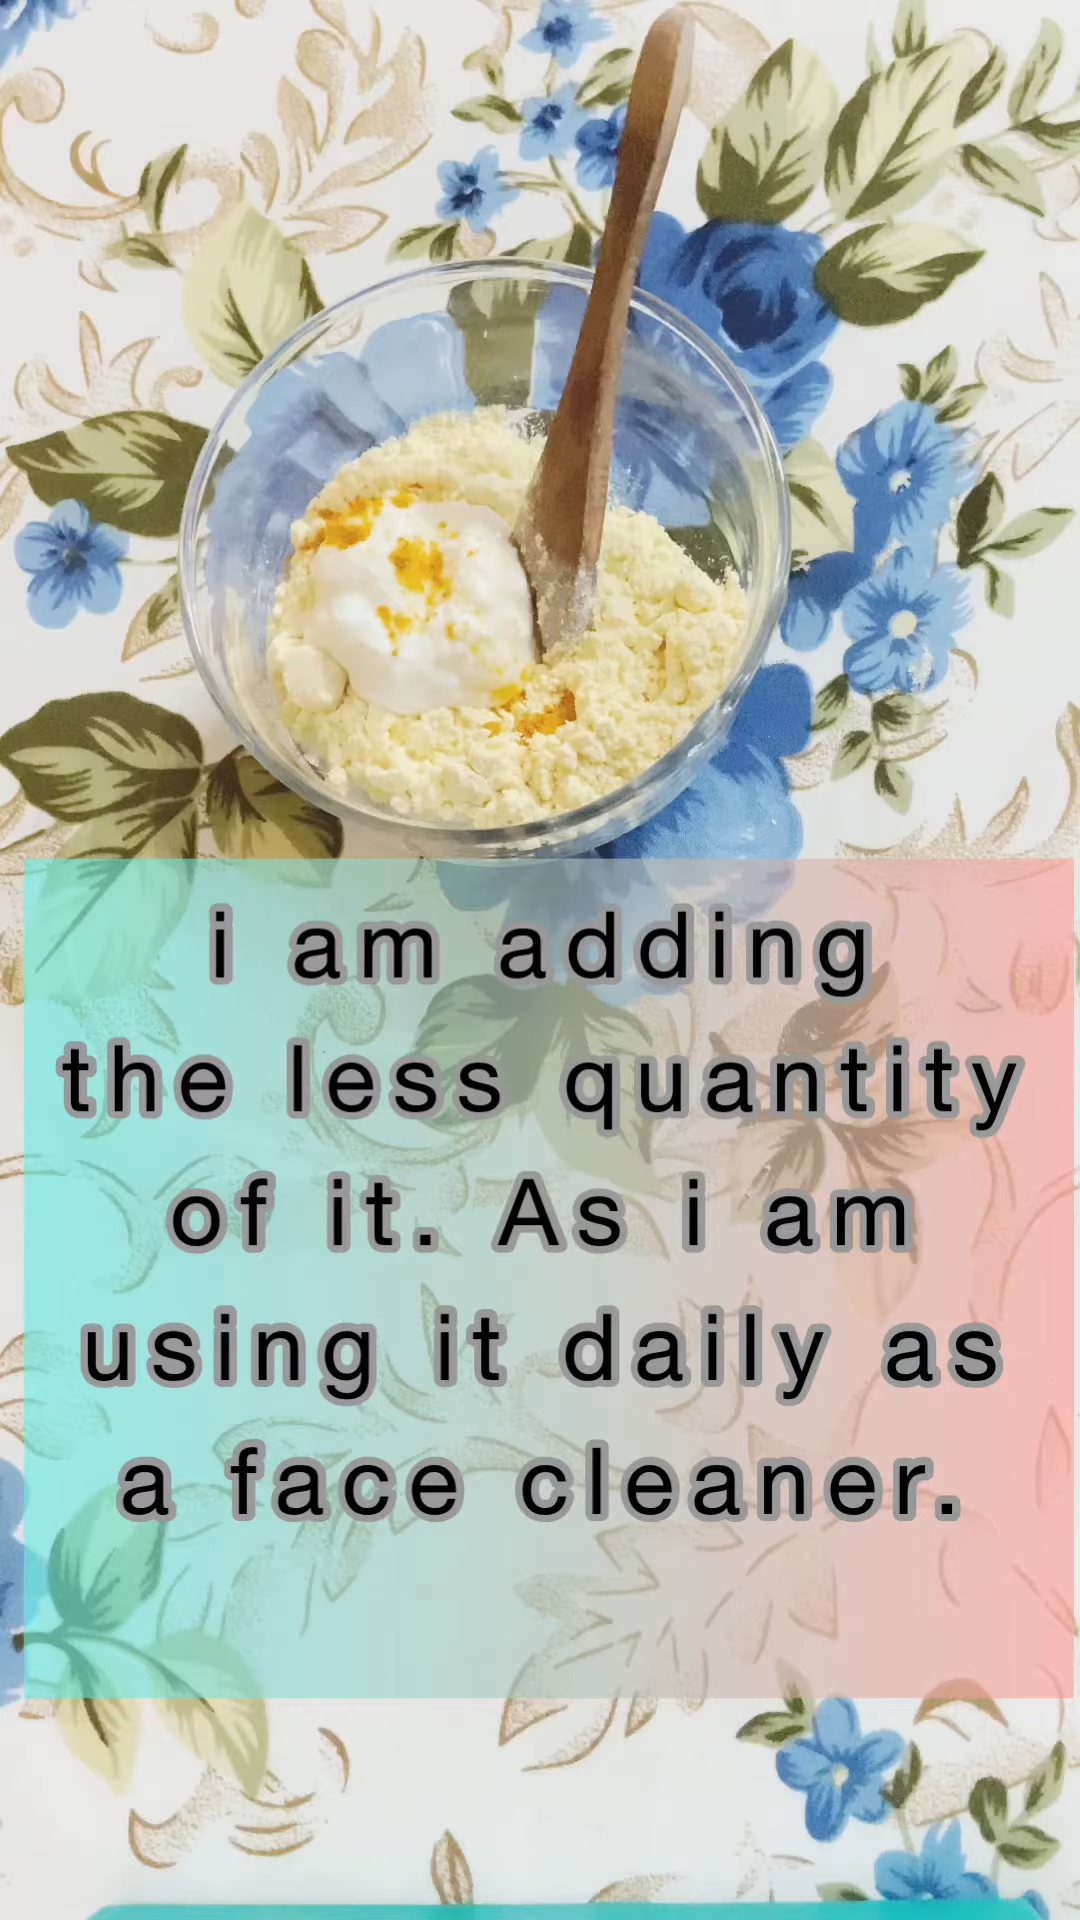 i am adding
the less quantity
of it. As i am
using it daily as
a face cleaner.